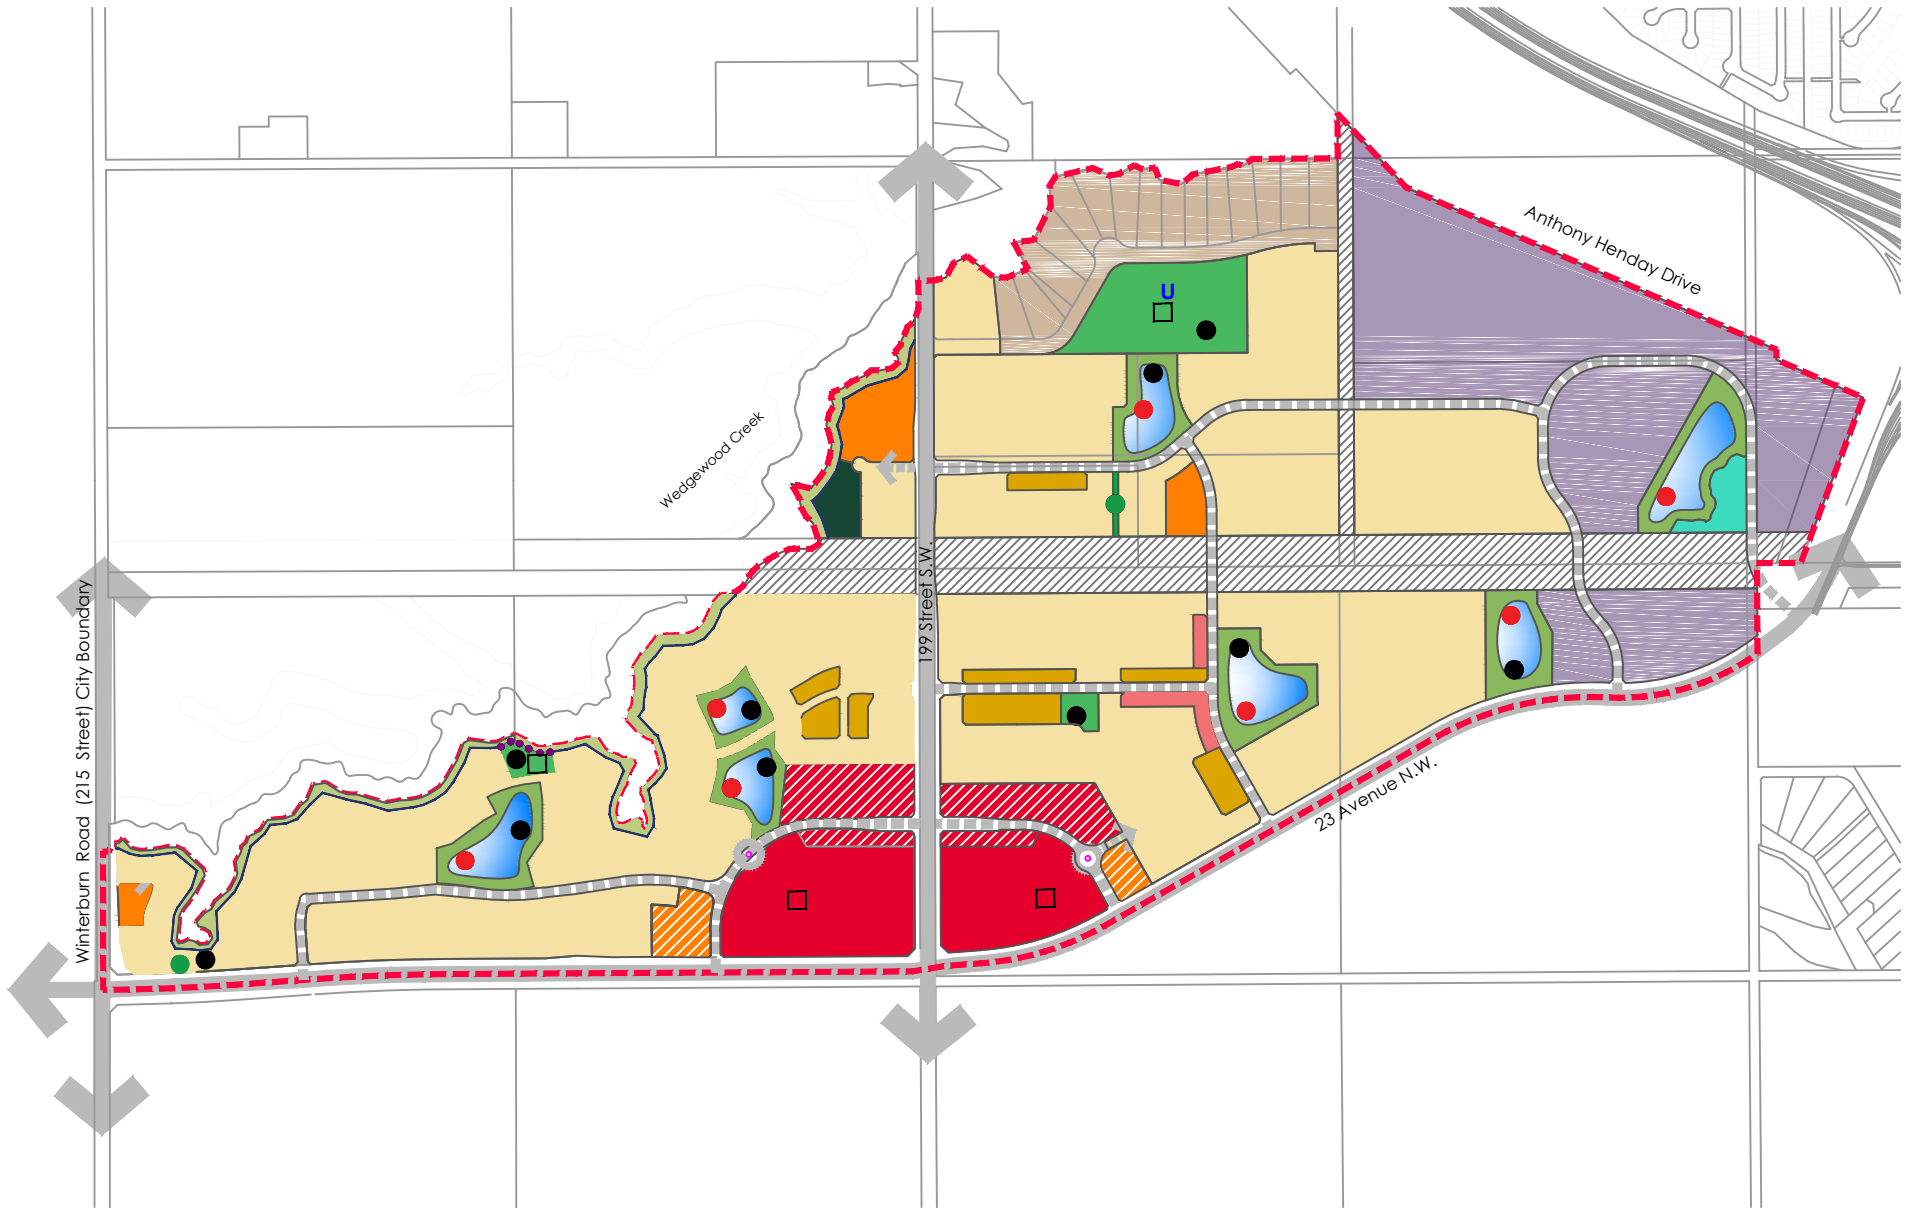 Anthony Henday Drive
U
Wedgewood Creek
199 Street S.W.
Winterburn Road (215 Street) City Boundary
23 Avenue N.W.